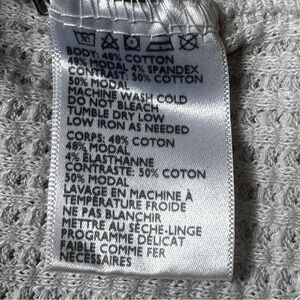 BODY: 48% COTTON
48% MODAL 4% SPANDEX
CONTRAST: 50% COTTON
50% MODAL
MACHINE WASH COLD
DO NOT BLEACH
TUMBLE DRY LOW
LOW IRON AS NEEDED
CORPS: 48% COTON
48% MODAL
4% ÉLASTHANNE
CONTRASTE: 50% COTON
50% MODAL
LAVAGE EN MACHINE À
TEMPÉRATURE FROIDE
NE PAS BLANCHIR
METTRE AU SÈCHE-LINGE
PROGRAMME DÉLICAT
FAIBLE COMME FER
NÉCESSAIRES